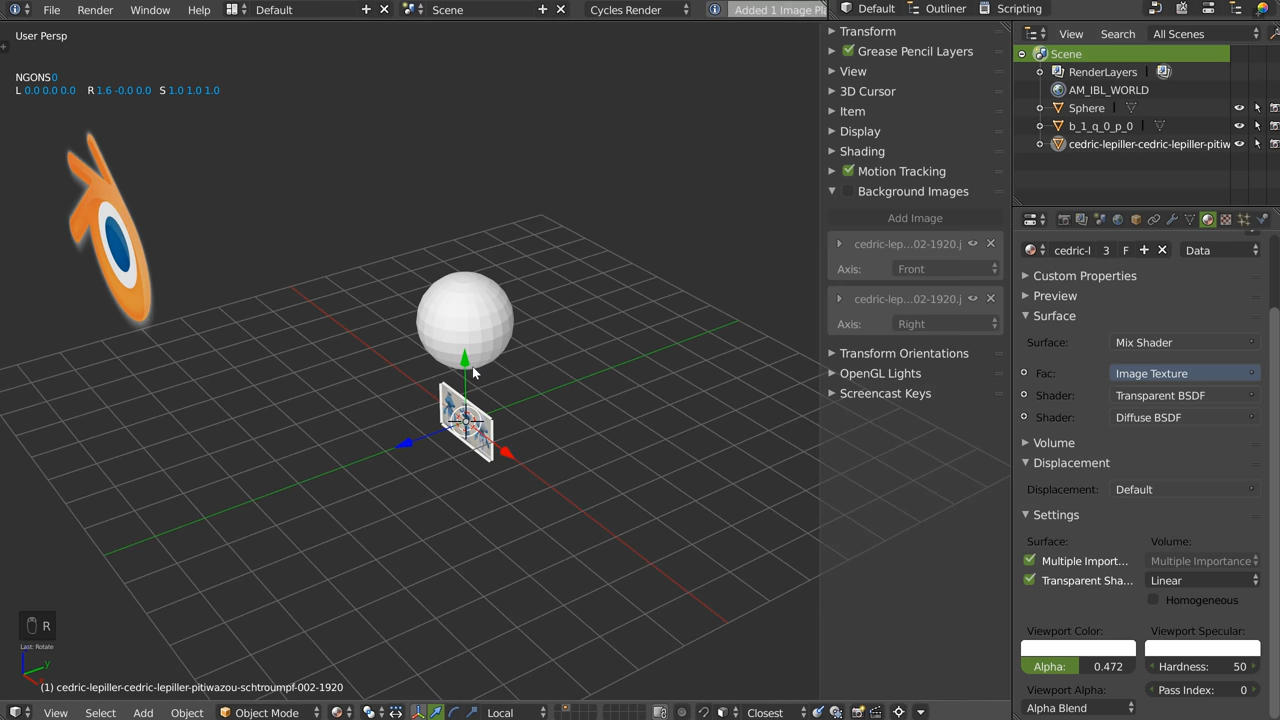 File Render Window Help Default Scene Cycles Render Added 1 Image Pla
Default Outliner Scripting
User Persp
NGONS 0
L 0.0 0.0 0.0 R 1.6 -0.0 0.0 S 1.0 1.0 1.0
Transform
Grease Pencil Layers
View
3D Cursor
Item
Display
Shading
Motion Tracking
Background Images
Add Image
cedric-lep...02-1920.j
Axis: Front
cedric-lep...02-1920.j
Axis: Right
Transform Orientations
OpenGL Lights
Screencast Keys
View Search All Scenes
Scene
RenderLayers
AM_IBL_WORLD
Sphere
b_1_q_0_p_0
cedric-lepiller-cedric-lepiller-pitiw
cedric-l 3 F Data
Custom Properties
Preview
Surface
Surface: Mix Shader
Fac: Image Texture
Shader: Transparent BSDF
Shader: Diffuse BSDF
Volume
Displacement
Displacement: Default
Settings
Surface: Volume:
Multiple Import... Multiple Importance
Transparent Sha... Linear
Homogeneous
Viewport Color: Viewport Specular:
Alpha: 0.472 Hardness: 50
Viewport Alpha: Pass Index: 0
Alpha Blend
R
Last: Rotate
y
(1) cedric-lepiller-cedric-lepiller-pitiwazou-schtroumpf-002-1920
View Select Add Object Object Mode Local Closest